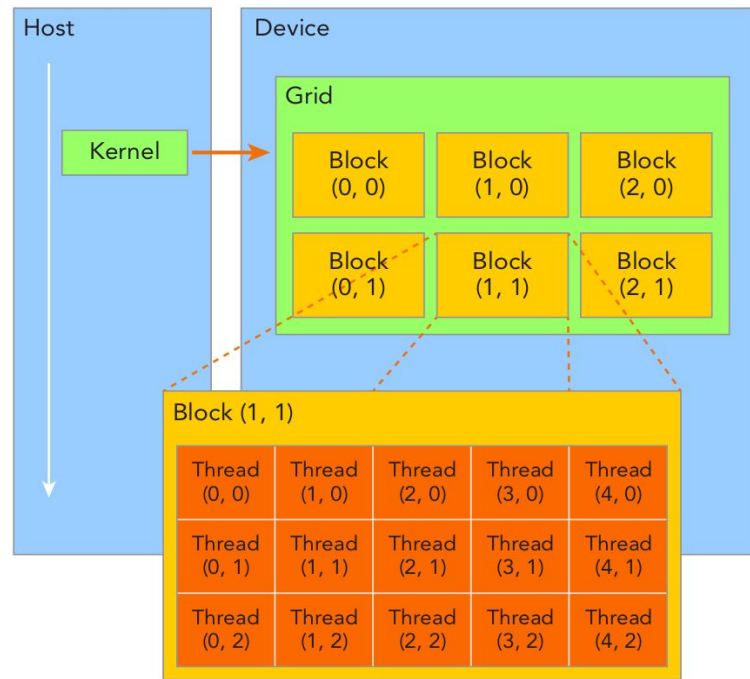 Host
Device
Grid
Kernel
Block
(0, 0)
Block
(1, 0)
Block
(2, 0)
Block
(0, 1)
Block
(1, 1)
Block
(2, 1)
Block (1, 1)
Thread
(0, 0)
Thread
(1, 0)
Thread
(2, 0)
Thread
(3, 0)
Thread
(4, 0)
Thread
(0, 1)
Thread
(1, 1)
Thread
(2, 1)
Thread
(3, 1)
Thread
(4, 1)
Thread
(0, 2)
Thread
(1, 2)
Thread
(2, 2)
Thread
(3, 2)
Thread
(4, 2)